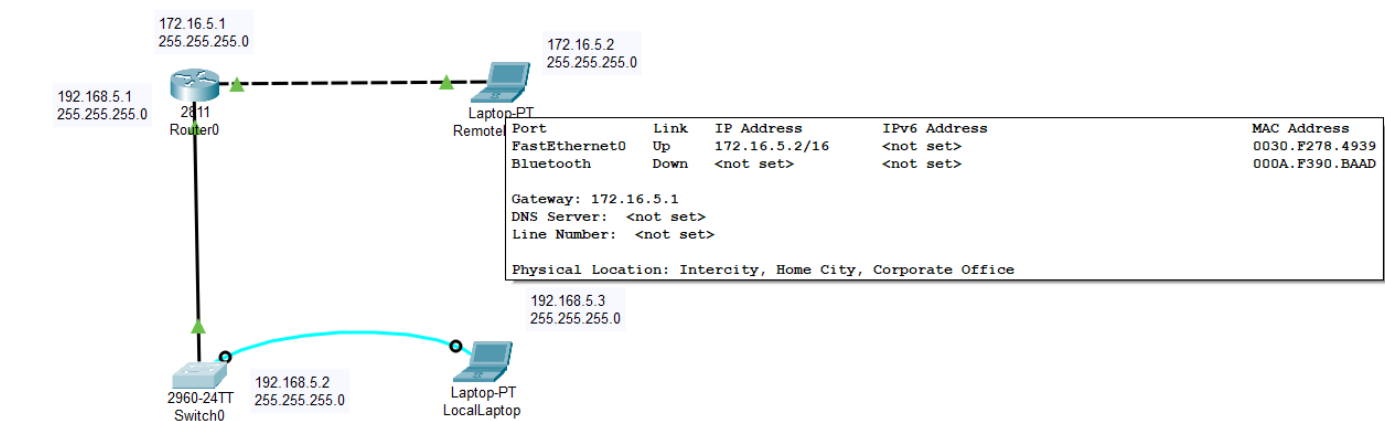 172.16.5.1
255.255.255.0
172.16.5.2
255.255.255.0
192.168.5.1
255.255.255.0
2811
Router0
Laptop-PT
Port Link IP Address IPv6 Address MAC Address
FastEthernet0 Up 172.16.5.2/16 <not set> 0030.F278.4939
Bluetooth Down <not set> <not set> 000A.F390.BAAD
Gateway: 172.16.5.1
DNS Server: <not set>
Line Number: <not set>
Physical Location: Intercity, Home City, Corporate Office
192.168.5.3
255.255.255.0
192.168.5.2
255.255.255.0
2960-24TT
Switch0
Laptop-PT
LocalLaptop